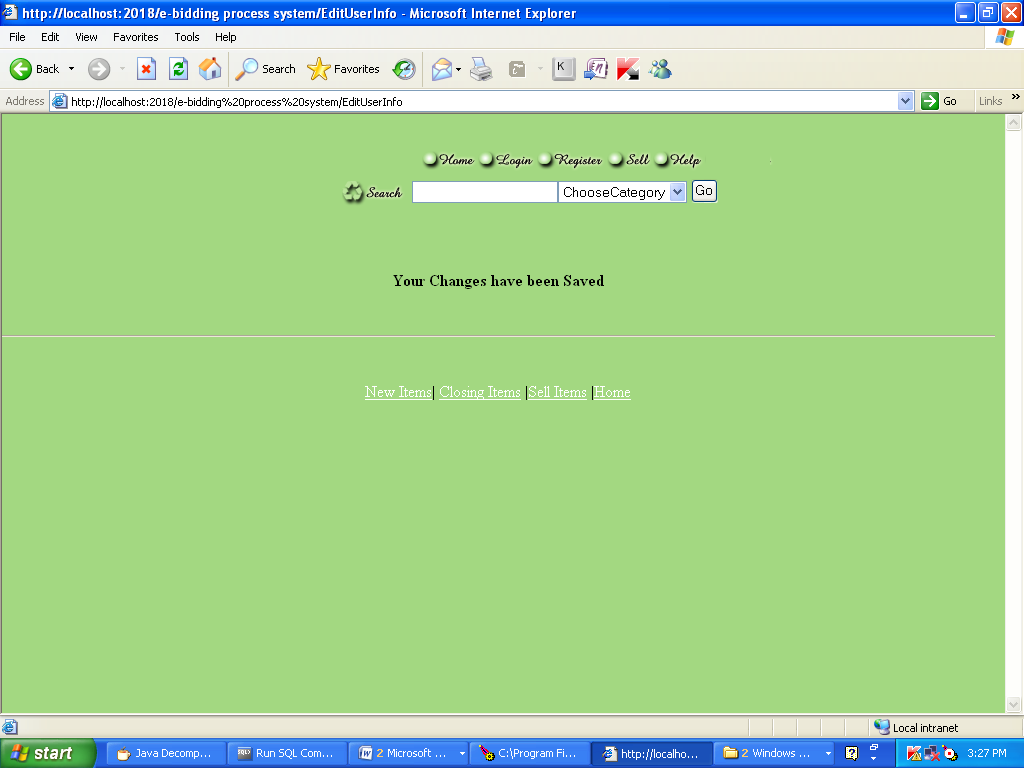 http://localhost:2018/e-bidding process system/EditUserInfo - Microsoft Internet Explorer
File Edit View Favorites Tools Help
Back Search Favorites K
Address http://localhost:2018/e-bidding%20process%20system/EditUserInfo Go Links »
Home Login Register Sell Help
Search ChooseCategory Go
Your Changes have been Saved
New Items| Closing Items |Sell Items |Home
Local intranet
start Java Decomp... Run SQL Com... 2 Microsoft ... C:\Program Fi... http://localho... 2 Windows ... 3:27 PM